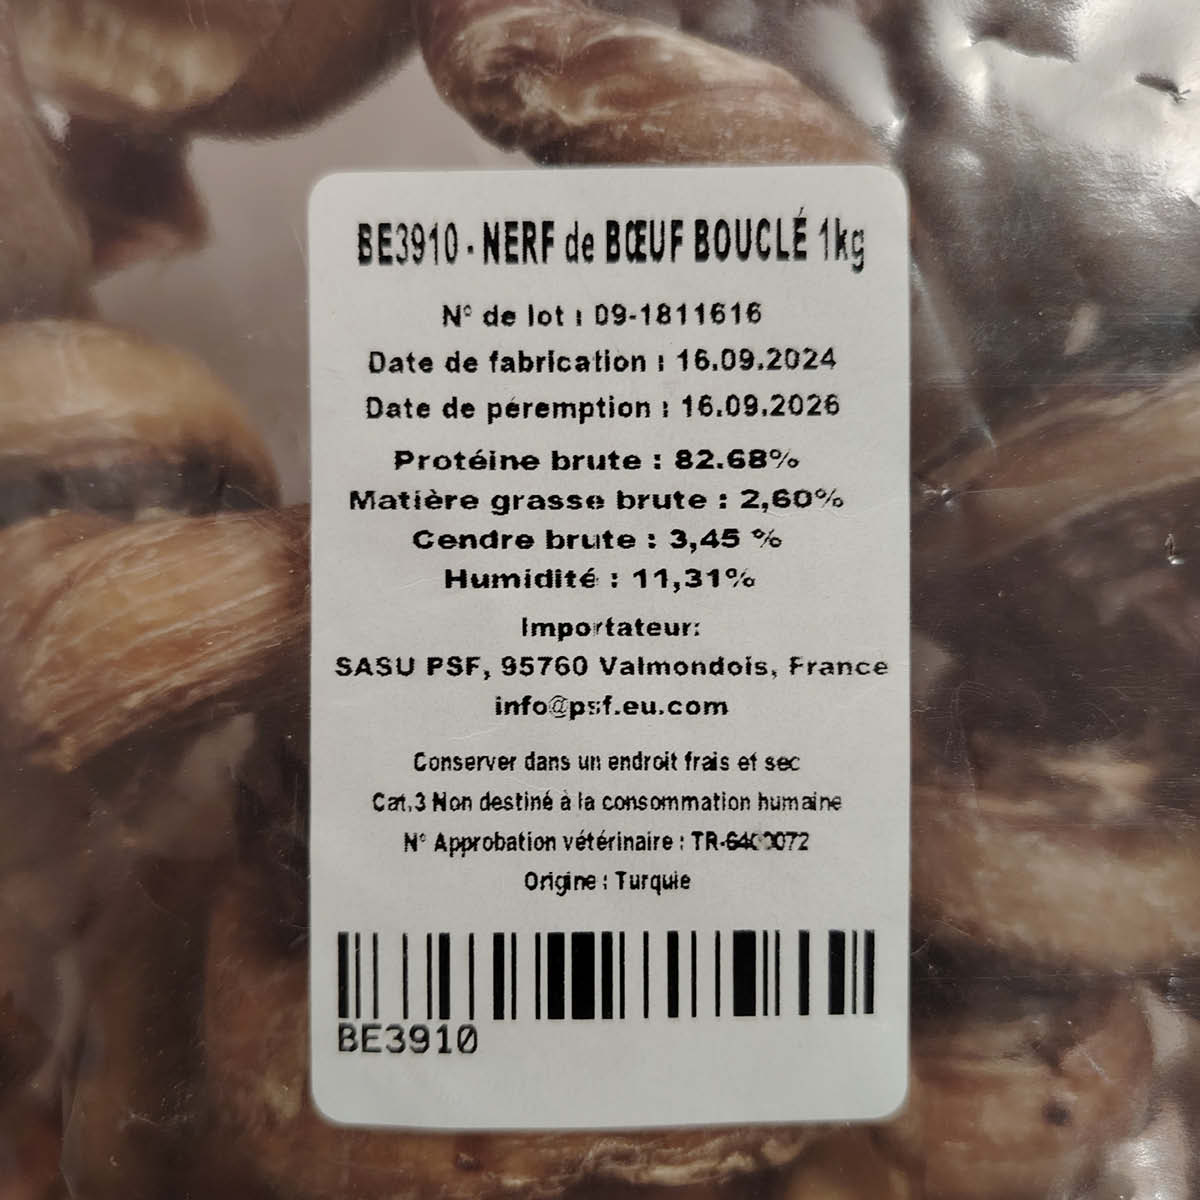 BE3910 - NERF de BŒUF BOUCLÉ 1kg
N° de lot : 09-1811616
Date de fabrication : 16.09.2024
Date de péremption : 16.09.2026
Protéine brute : 82.68%
Matière grasse brute : 2,60%
Cendre brute : 3,45 %
Humidité : 11,31%
Importateur:
SASU PSF, 95760 Valmondois, France
info@psf.eu.com
Conserver dans un endroit frais et sec
Cat.3 Non destiné à la consommation humaine
N° Approbation vétérinaire :
Origine : Turquie
BE3910